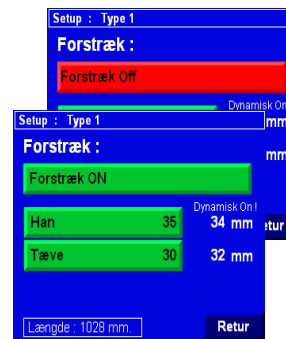 Setup : Type 1
Forstræk :
Forstræk Off
Dynamisk On
mm
mm
Retur
Setup : Type 1
Forstræk :
Forstræk ON
Dynamisk On !
Han 35 34 mm
Tæve 30 32 mm
Længde : 1028 mm. Retur